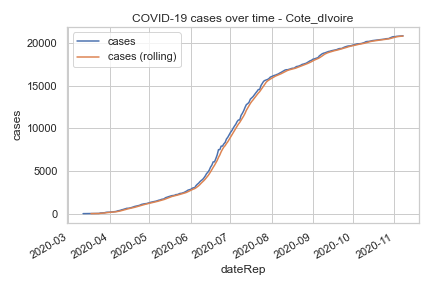 COVID-19 cases over time - Cote_dIvoire
cases
cases (rolling)
20000
15000
10000
5000
0
cases
2020-03
2020-04
2020-05
2020-06
2020-07
2020-08
2020-09
2020-10
2020-11
dateRep